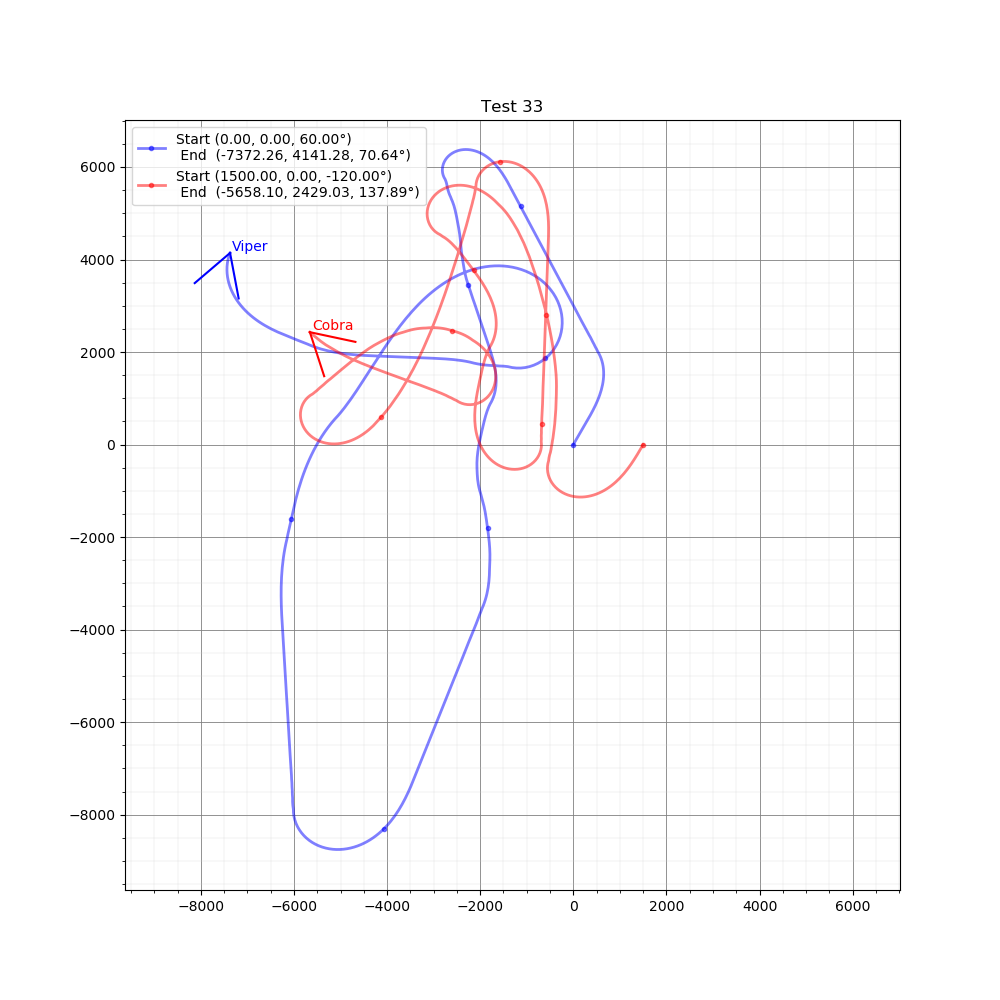 Test 33
Start (0.00, 0.00, 60.00°)
End (-7372.26, 4141.28, 70.64°)
Start (1500.00, 0.00, -120.00°)
End (-5658.10, 2429.03, 137.89°)
6000
4000
2000
0
−2000
−4000
−6000
−8000
Viper
Cobra
−8000 −6000 −4000 −2000 0 2000 4000 6000